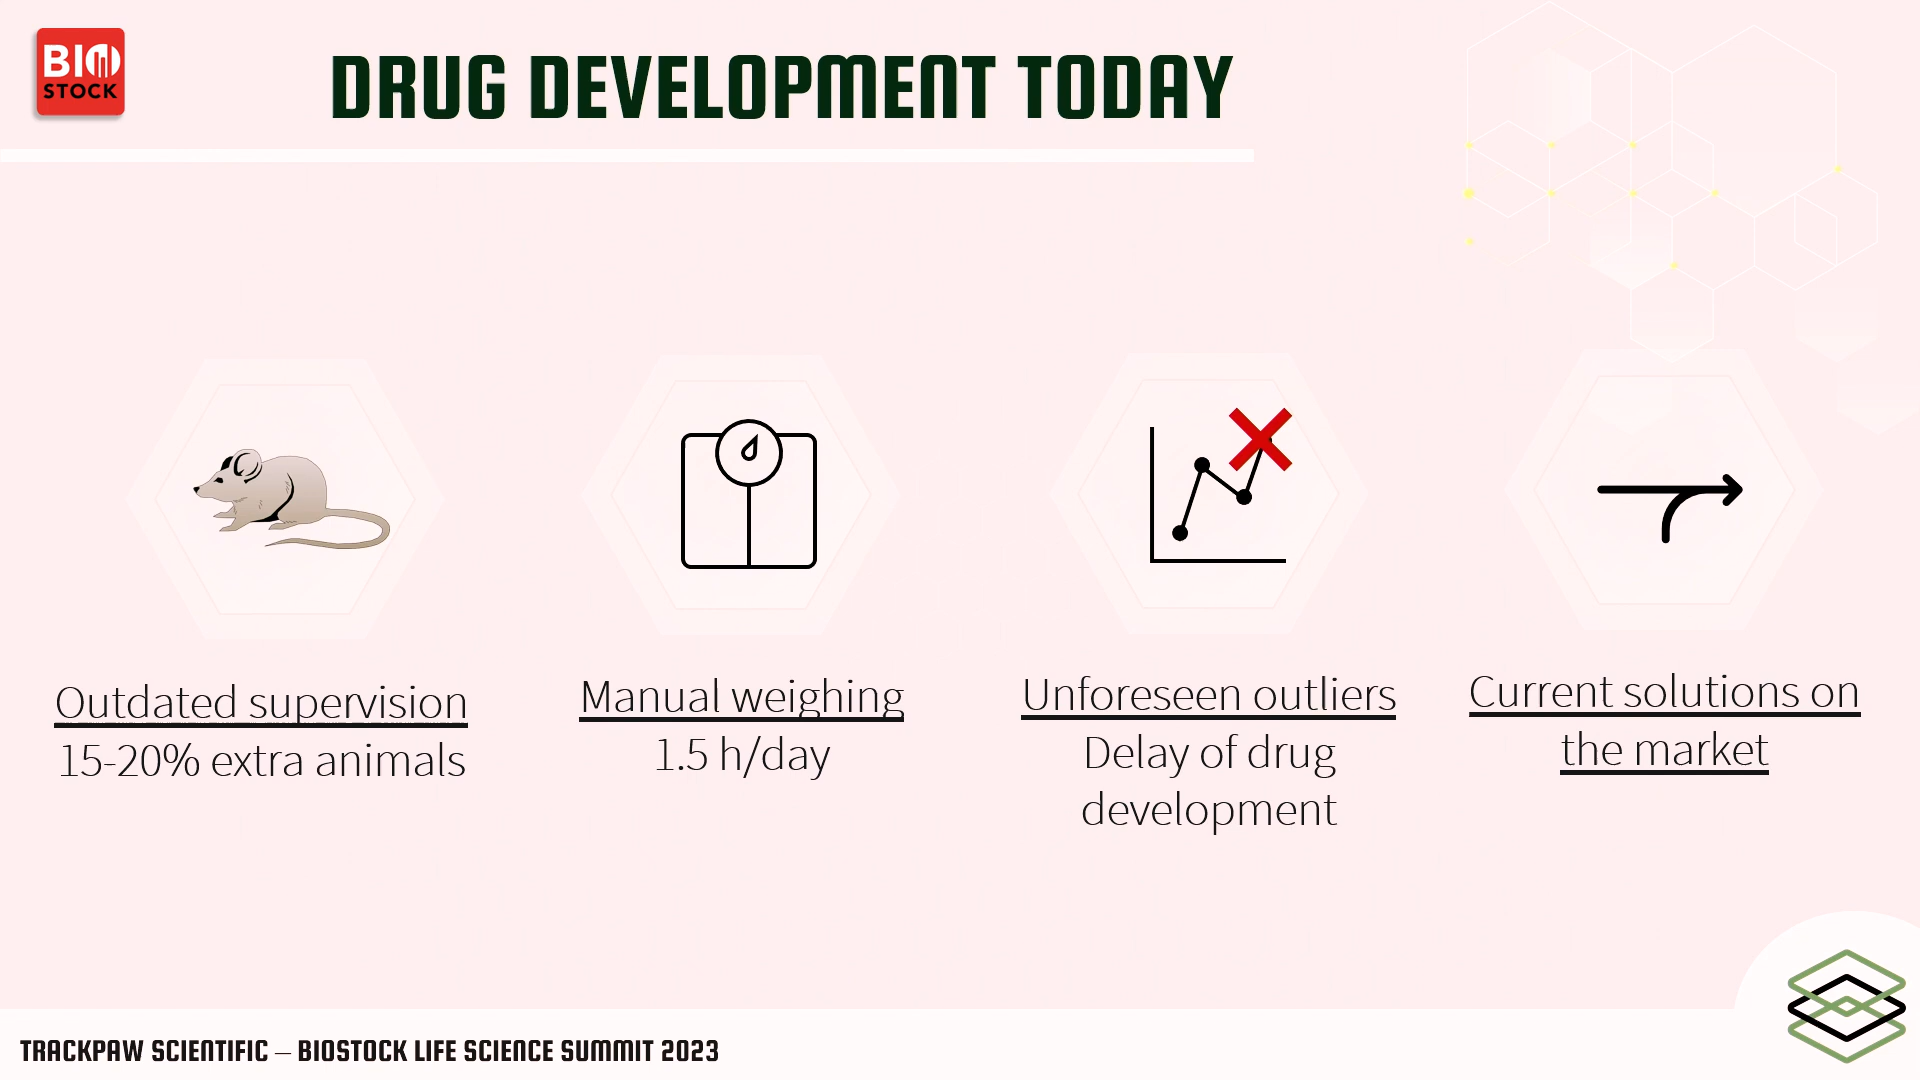 BIO
STOCK
DRUG DEVELOPMENT TODAY
Outdated supervision
15-20% extra animals
Manual weighing
1.5 h/day
Unforeseen outliers
Delay of drug
development
Current solutions on
the market
TRACKPAW SCIENTIFIC – BIOSTOCK LIFE SCIENCE SUMMIT 2023